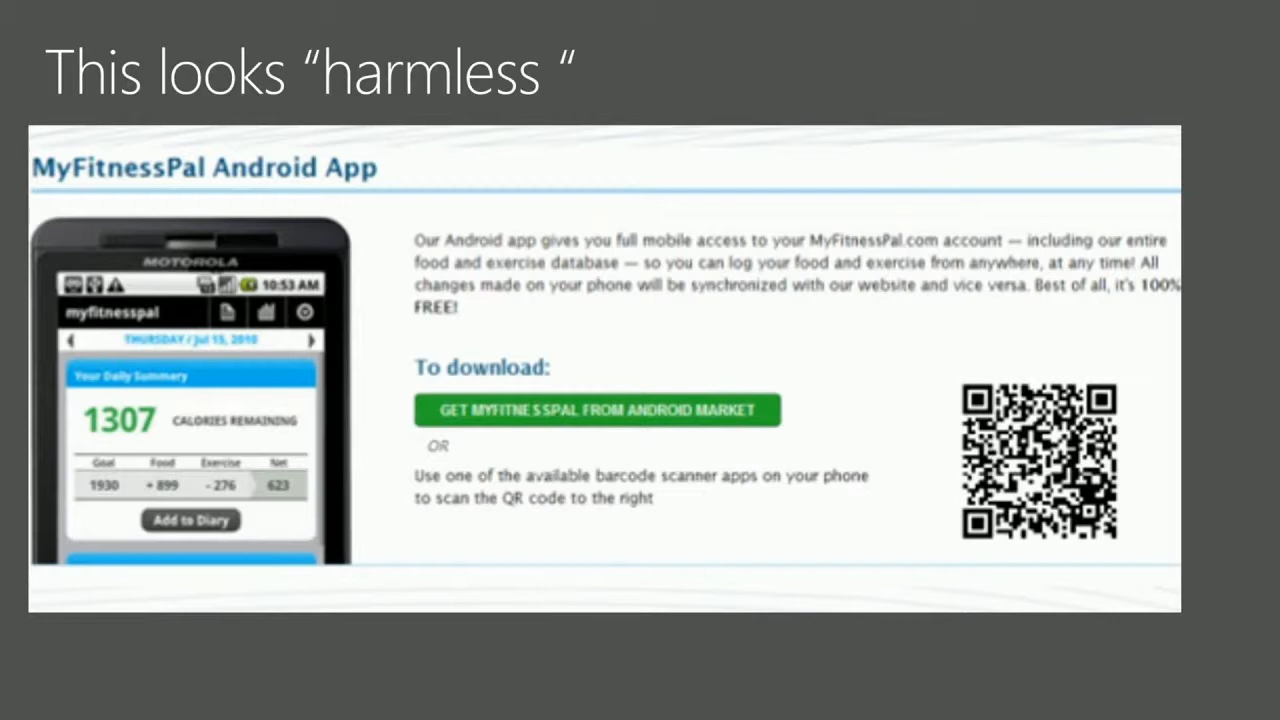 This looks “harmless “
MyFitnessPal Android App
MOTOROLA
10:53 AM
myfitnesspal
THURSDAY / Jul 15, 2010
Your Daily Summary
1307 CALORIES REMAINING
Goal Food Exercise Net
1930 + 899 - 276 623
Add to Diary
Our Android app gives you full mobile access to your MyFitnessPal.com account — including our entire
food and exercise database — so you can log your food and exercise from anywhere, at any time! All
changes made on your phone will be synchronized with our website and vice versa. Best of all, it's 100%
FREE!
To download:
GET MYFITNESSPAL FROM ANDROID MARKET
OR
Use one of the available barcode scanner apps on your phone
to scan the QR code to the right